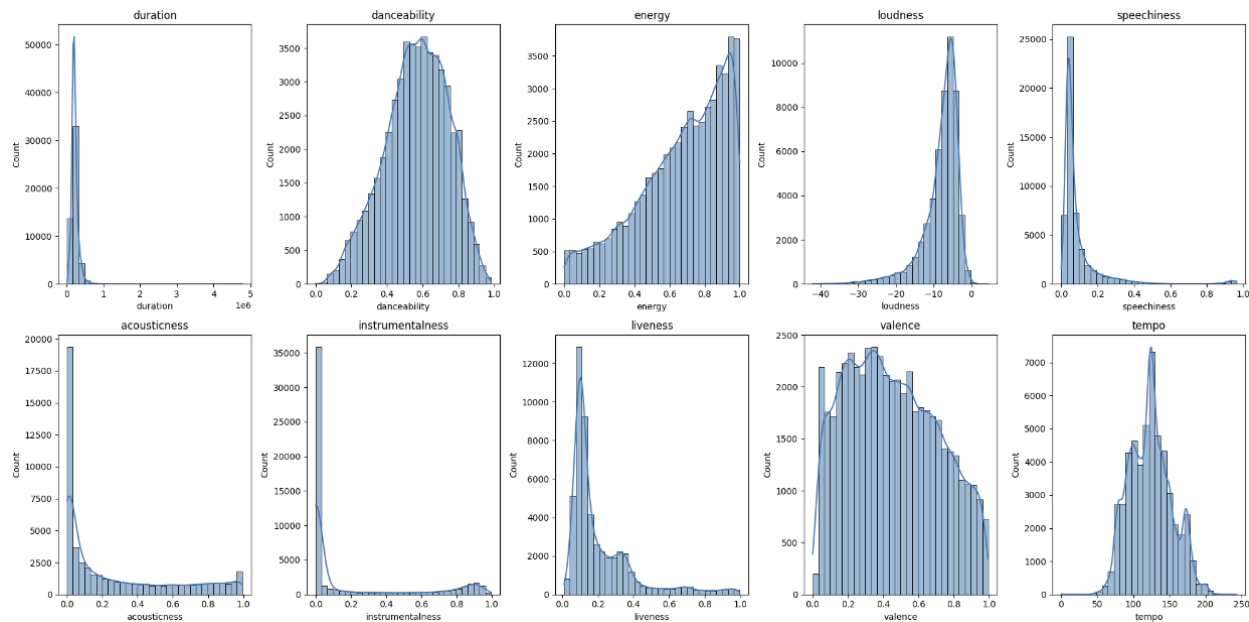 duration
50000
40000
30000
20000
10000
0
Count
0 1 2 3 4 5
1e6
duration
danceability
3500
3000
2500
2000
1500
1000
500
0
Count
0.0 0.2 0.4 0.6 0.8 1.0
danceability
energy
3500
3000
2500
2000
1500
1000
500
0
Count
0.0 0.2 0.4 0.6 0.8 1.0
energy
loudness
10000
8000
6000
4000
2000
0
Count
−40 −30 −20 −10 0
loudness
speechiness
25000
20000
15000
10000
5000
0
Count
0.0 0.2 0.4 0.6 0.8 1.0
speechiness
acousticness
20000
17500
15000
12500
10000
7500
5000
2500
0
Count
0.0 0.2 0.4 0.6 0.8 1.0
acousticness
instrumentalness
35000
30000
25000
20000
15000
10000
5000
0
Count
0.0 0.2 0.4 0.6 0.8 1.0
instrumentalness
liveness
12000
10000
8000
6000
4000
2000
0
Count
0.0 0.2 0.4 0.6 0.8 1.0
liveness
valence
2500
2000
1500
1000
500
0
Count
0.0 0.2 0.4 0.6 0.8 1.0
valence
tempo
7000
6000
5000
4000
3000
2000
1000
0
Count
0 50 100 150 200 250
tempo